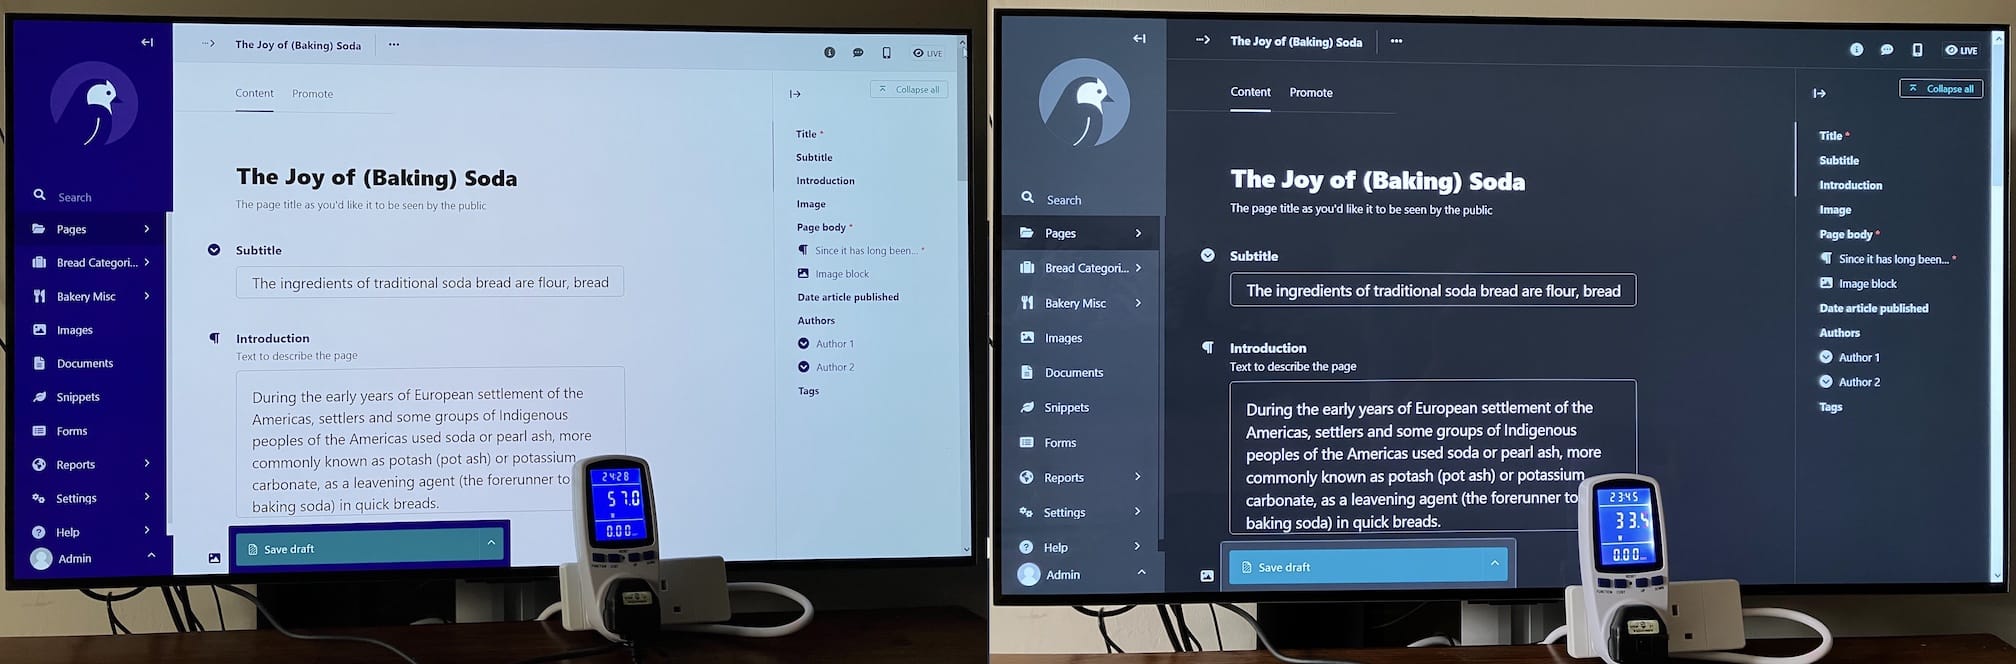 The Joy of (Baking) Soda
LIVE
Content Promote
Collapse all
Search
Pages
Bread Categori...
Bakery Misc
Images
Documents
Snippets
Forms
Reports
Settings
Help
Admin
The Joy of (Baking) Soda
The page title as you'd like it to be seen by the public
Subtitle
The ingredients of traditional soda bread are flour, bread
Introduction
Text to describe the page
During the early years of European settlement of the
Americas, settlers and some groups of Indigenous
peoples of the Americas used soda or pearl ash, more
commonly known as potash (pot ash) or potassium
carbonate, as a leavening agent (the forerunner to
baking soda) in quick breads.
Save draft
Title *
Subtitle
Introduction
Image
Page body *
Since it has long been... *
Image block
Date article published
Authors
Author 1
Author 2
Tags
24:28
57.0
W
0.00
The Joy of (Baking) Soda
LIVE
Content Promote
Collapse all
Search
Pages
Bread Categori...
Bakery Misc
Images
Documents
Snippets
Forms
Reports
Settings
Help
Admin
The Joy of (Baking) Soda
The page title as you'd like it to be seen by the public
Subtitle
The ingredients of traditional soda bread are flour, bread
Introduction
Text to describe the page
During the early years of European settlement of the
Americas, settlers and some groups of Indigenous
peoples of the Americas used soda or pearl ash, more
commonly known as potash (pot ash) or potassium
carbonate, as a leavening agent (the forerunner to
baking soda) in quick breads.
Save draft
Title *
Subtitle
Introduction
Image
Page body *
Since it has long been... *
Image block
Date article published
Authors
Author 1
Author 2
Tags
23:45
33.4
W
0.00